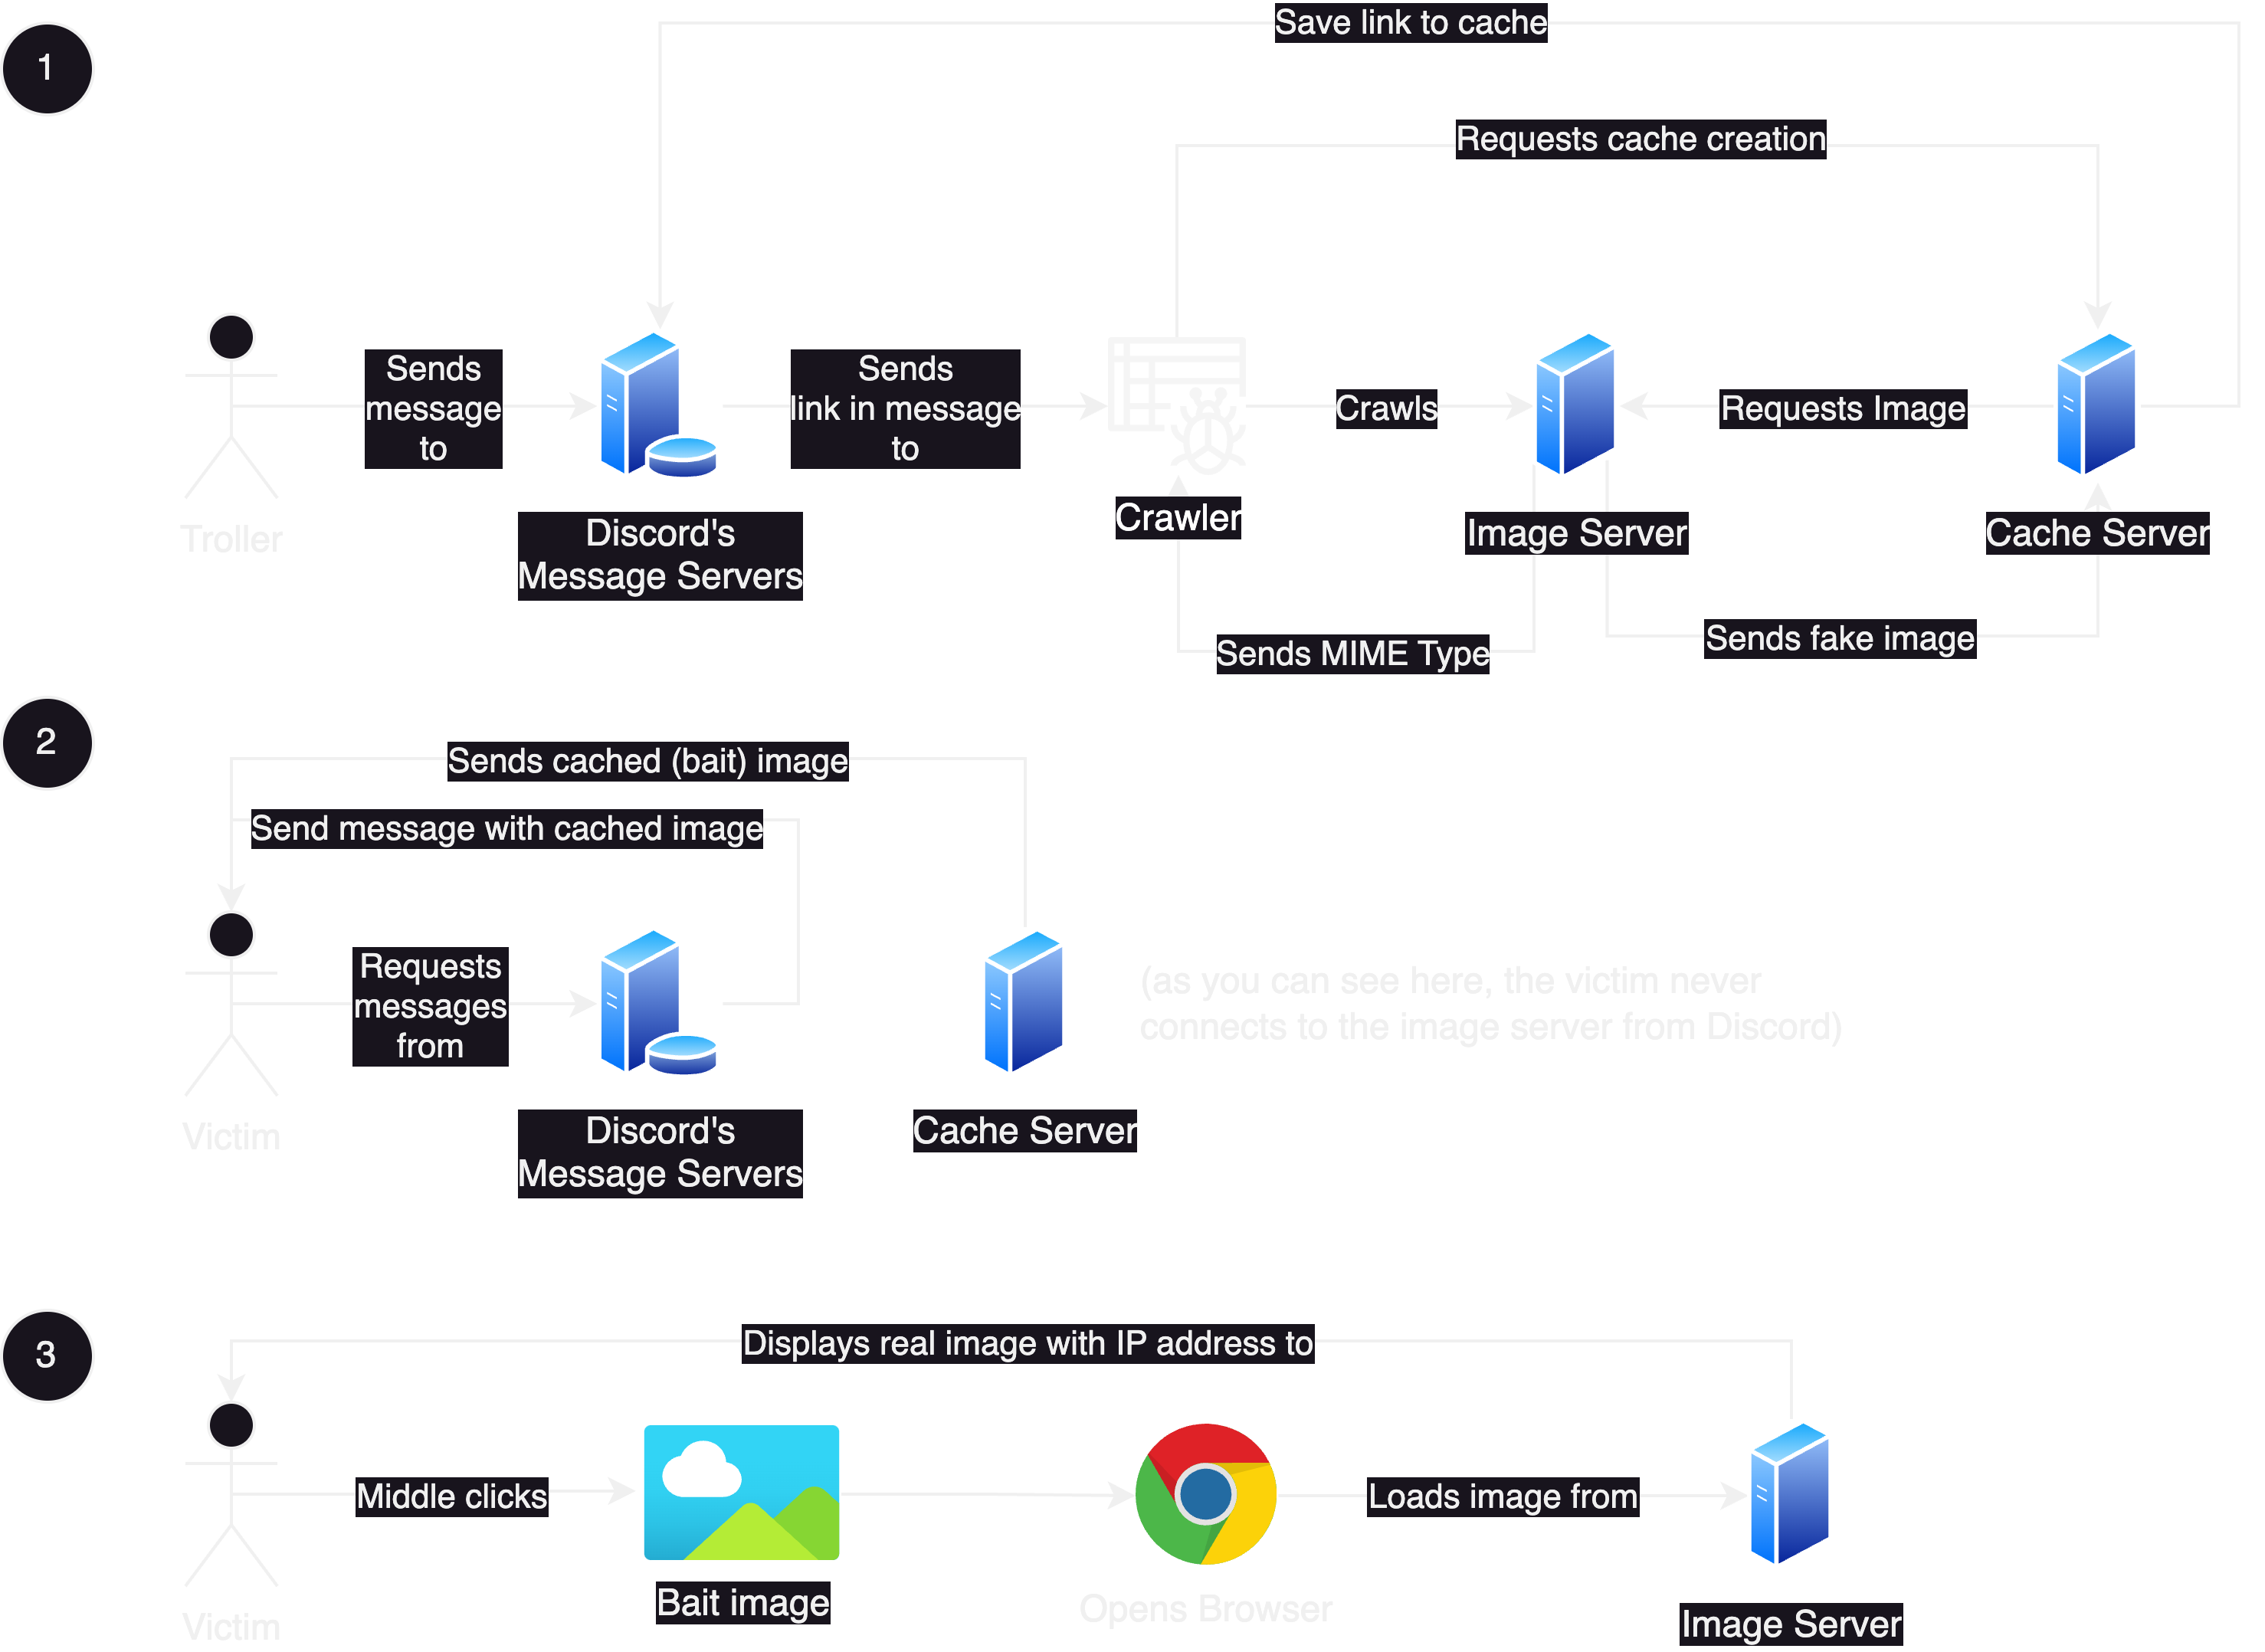 1
Save link to cache
Requests cache creation
Sends
message
to
Sends
link in message
to
Crawls
Requests Image
Troller
Discord's
Message Servers
Crawler
Image Server
Cache Server
Sends MIME Type
Sends fake image
2
Sends cached (bait) image
Send message with cached image
Requests
messages
from
(as you can see here, the victim never
connects to the image server from Discord)
Victim
Discord's
Message Servers
Cache Server
3
Displays real image with IP address to
Middle clicks
Loads image from
Victim
Bait image
Opens Browser
Image Server